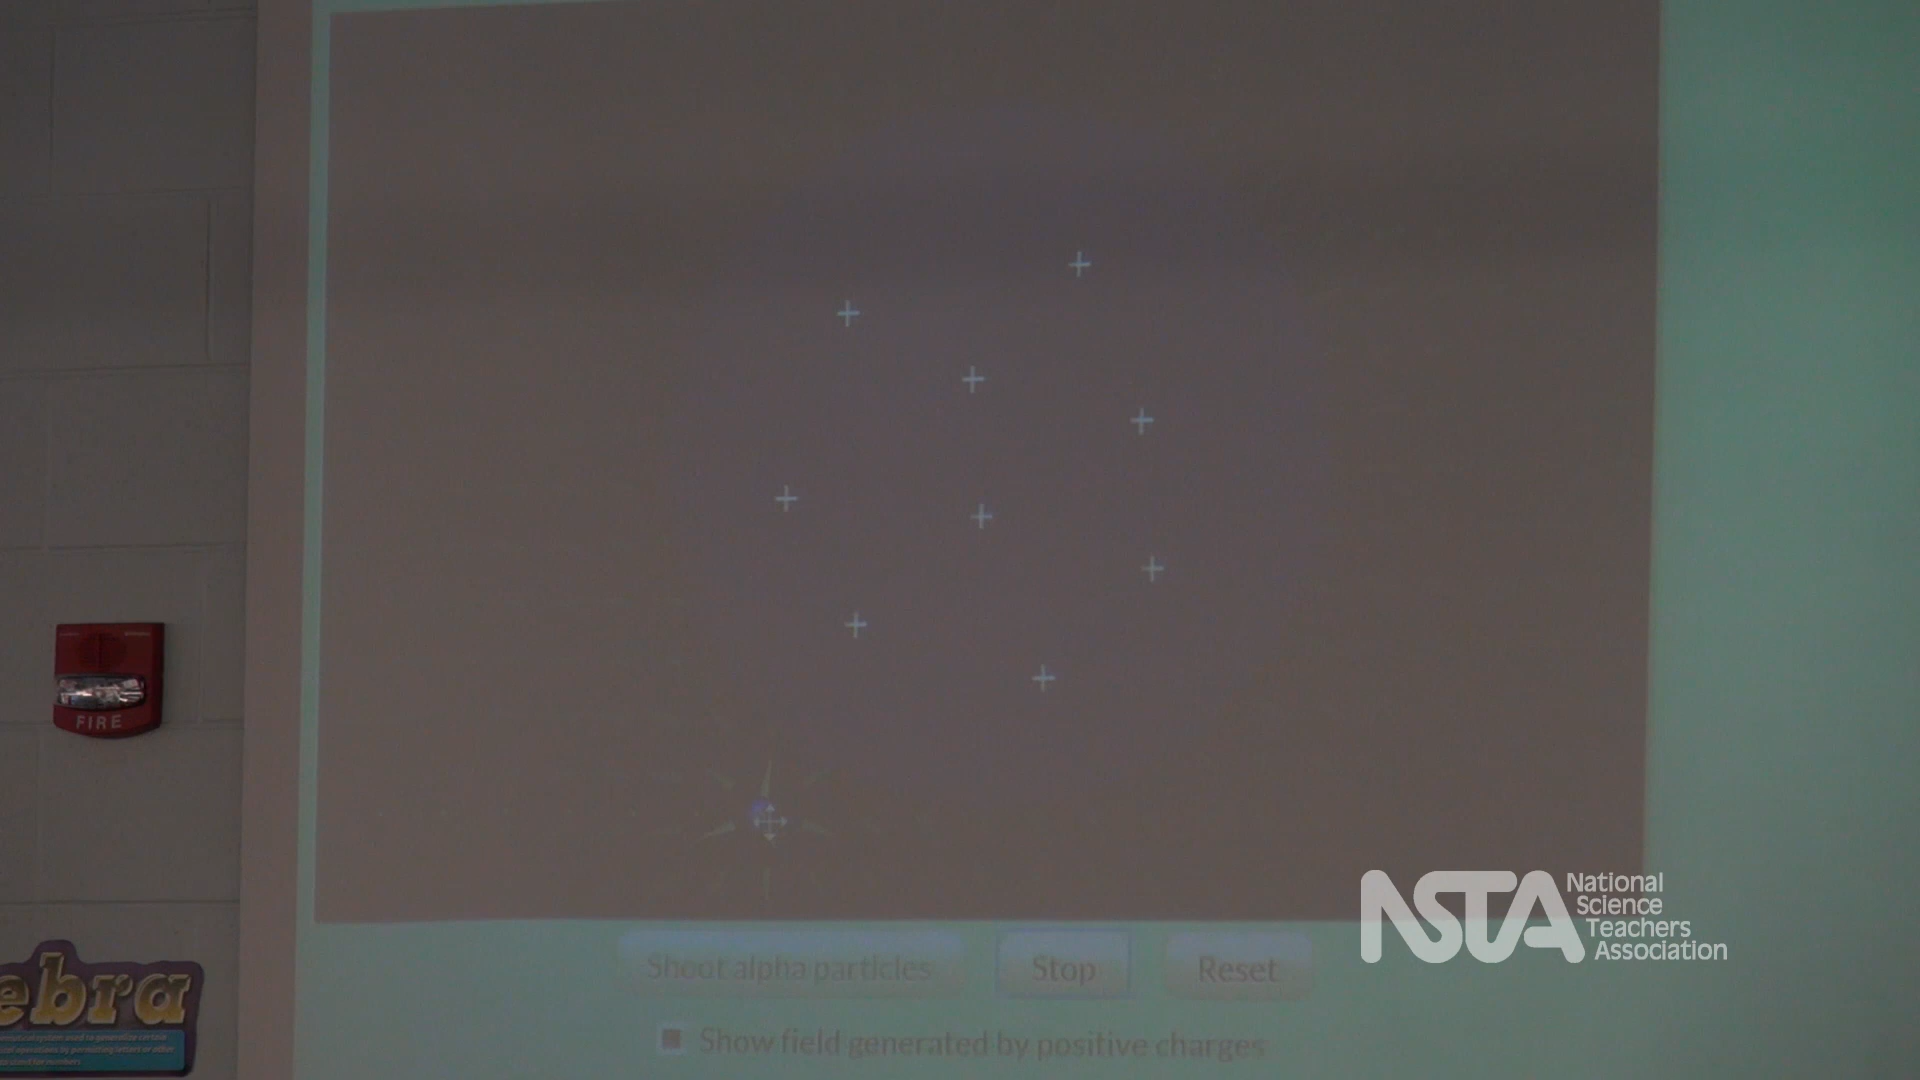 FIRE
ebra
NSTA
National
Science
Teachers
Association
Shoot alpha particles
Stop
Reset
Show field generated by positive charges